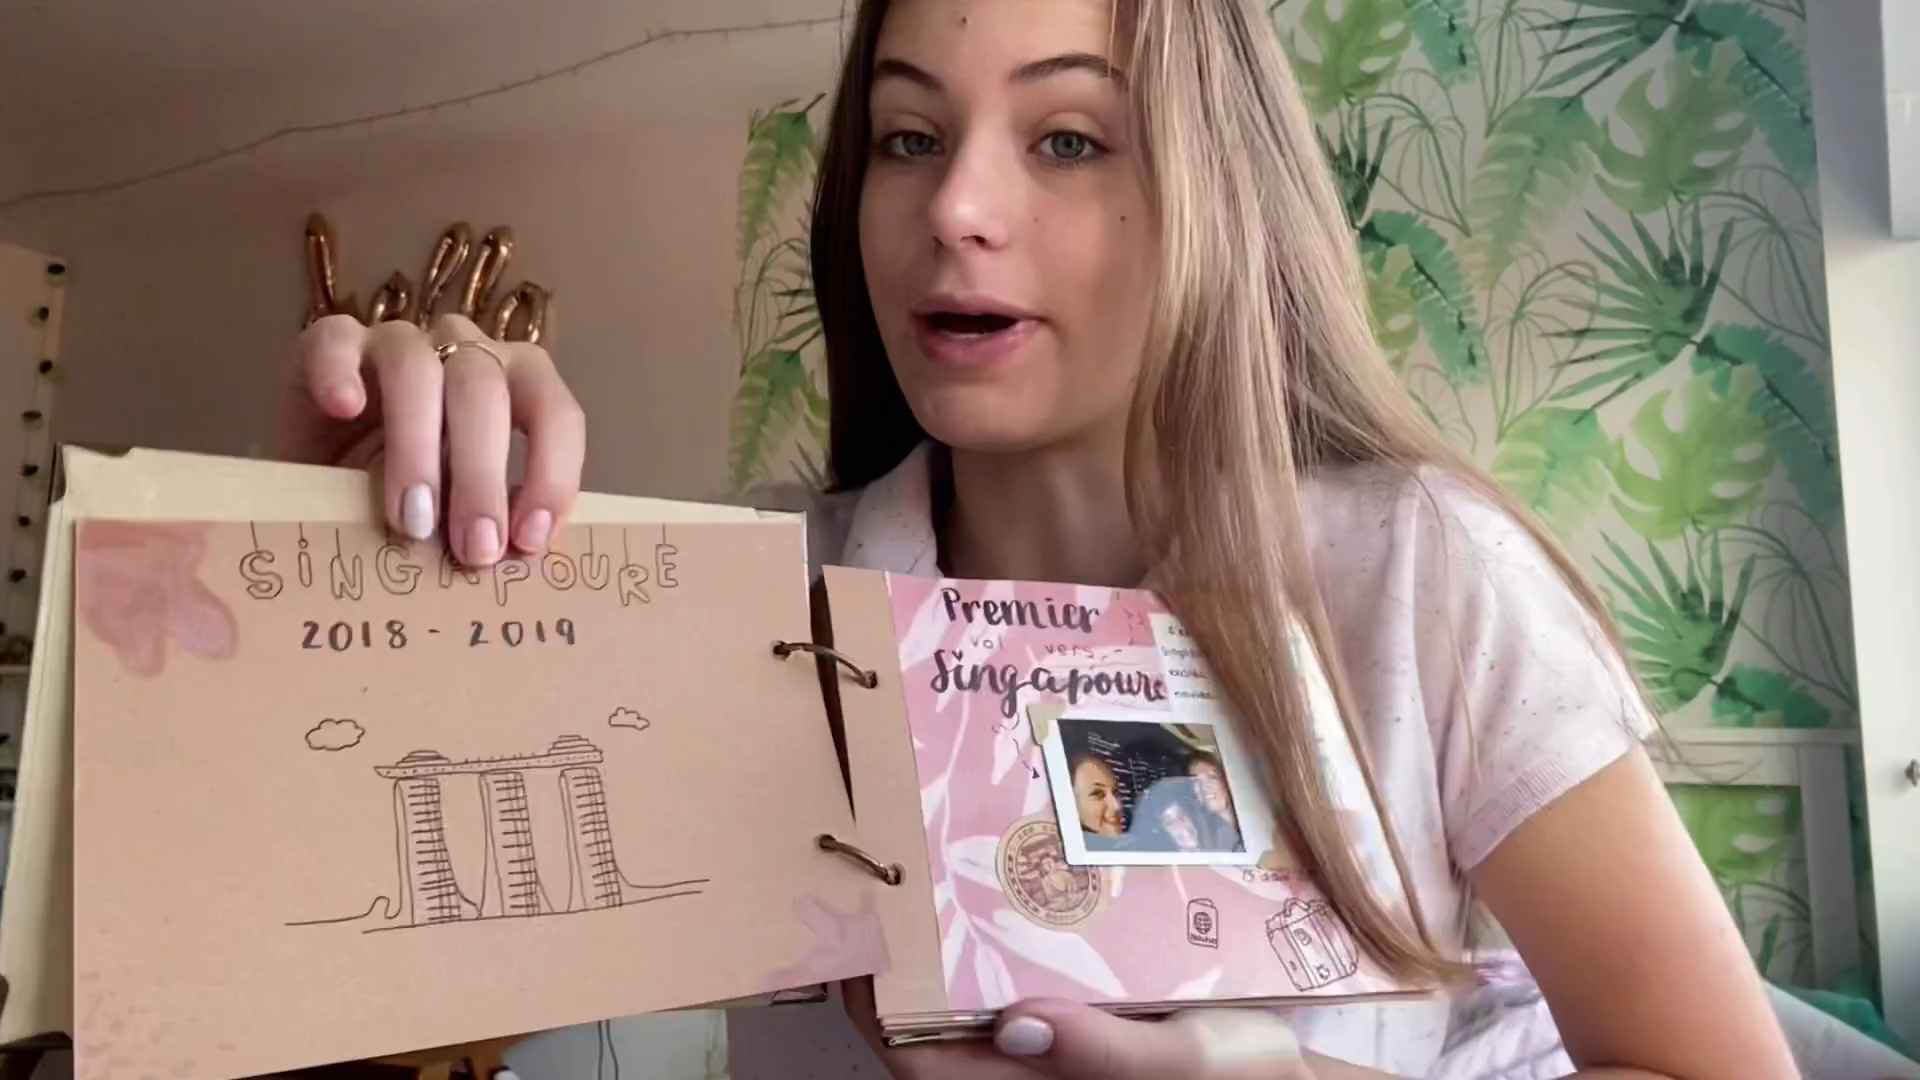 hello
SiNGAPOURE
2018 - 2019
Premier
vol vers
Singapoure